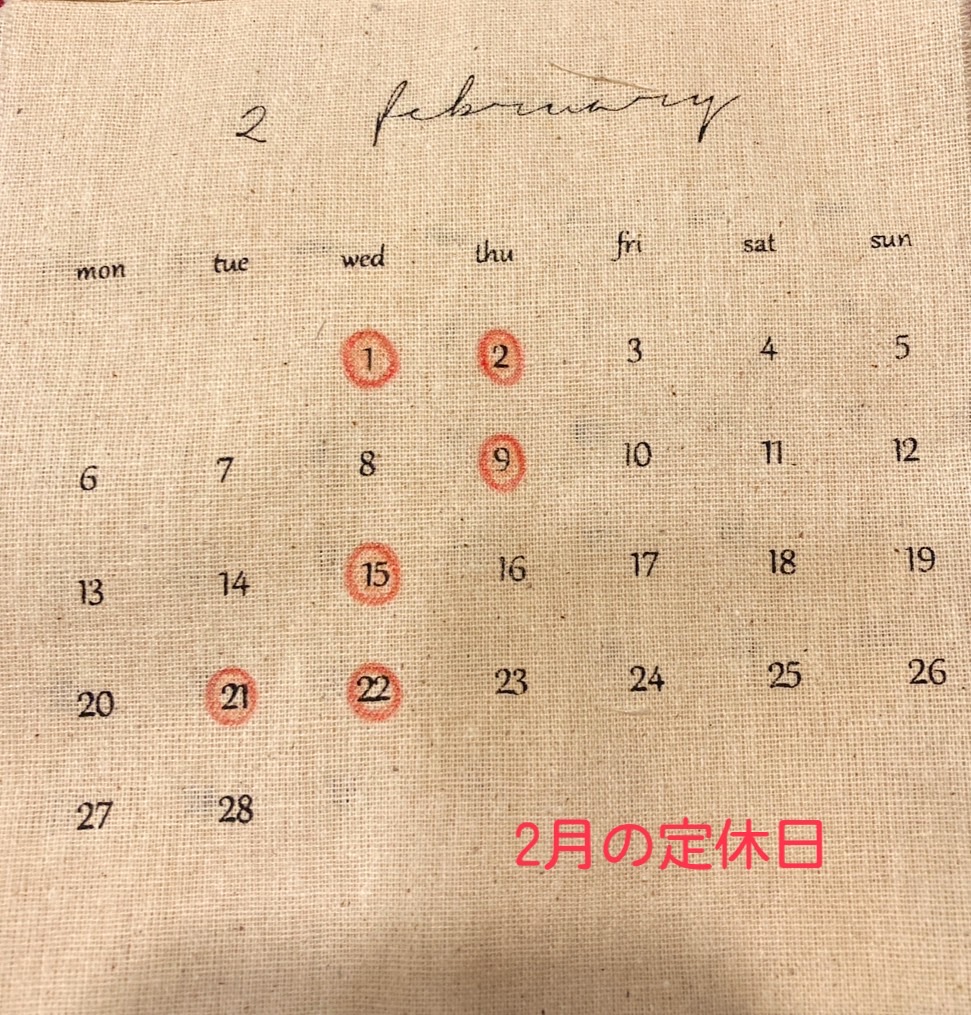 2 february
mon tue wed thu fri sat sun
1 2 3 4 5
6 7 8 9 10 11 12
13 14 15 16 17 18 19
20 21 22 23 24 25 26
27 28
2月の定休日